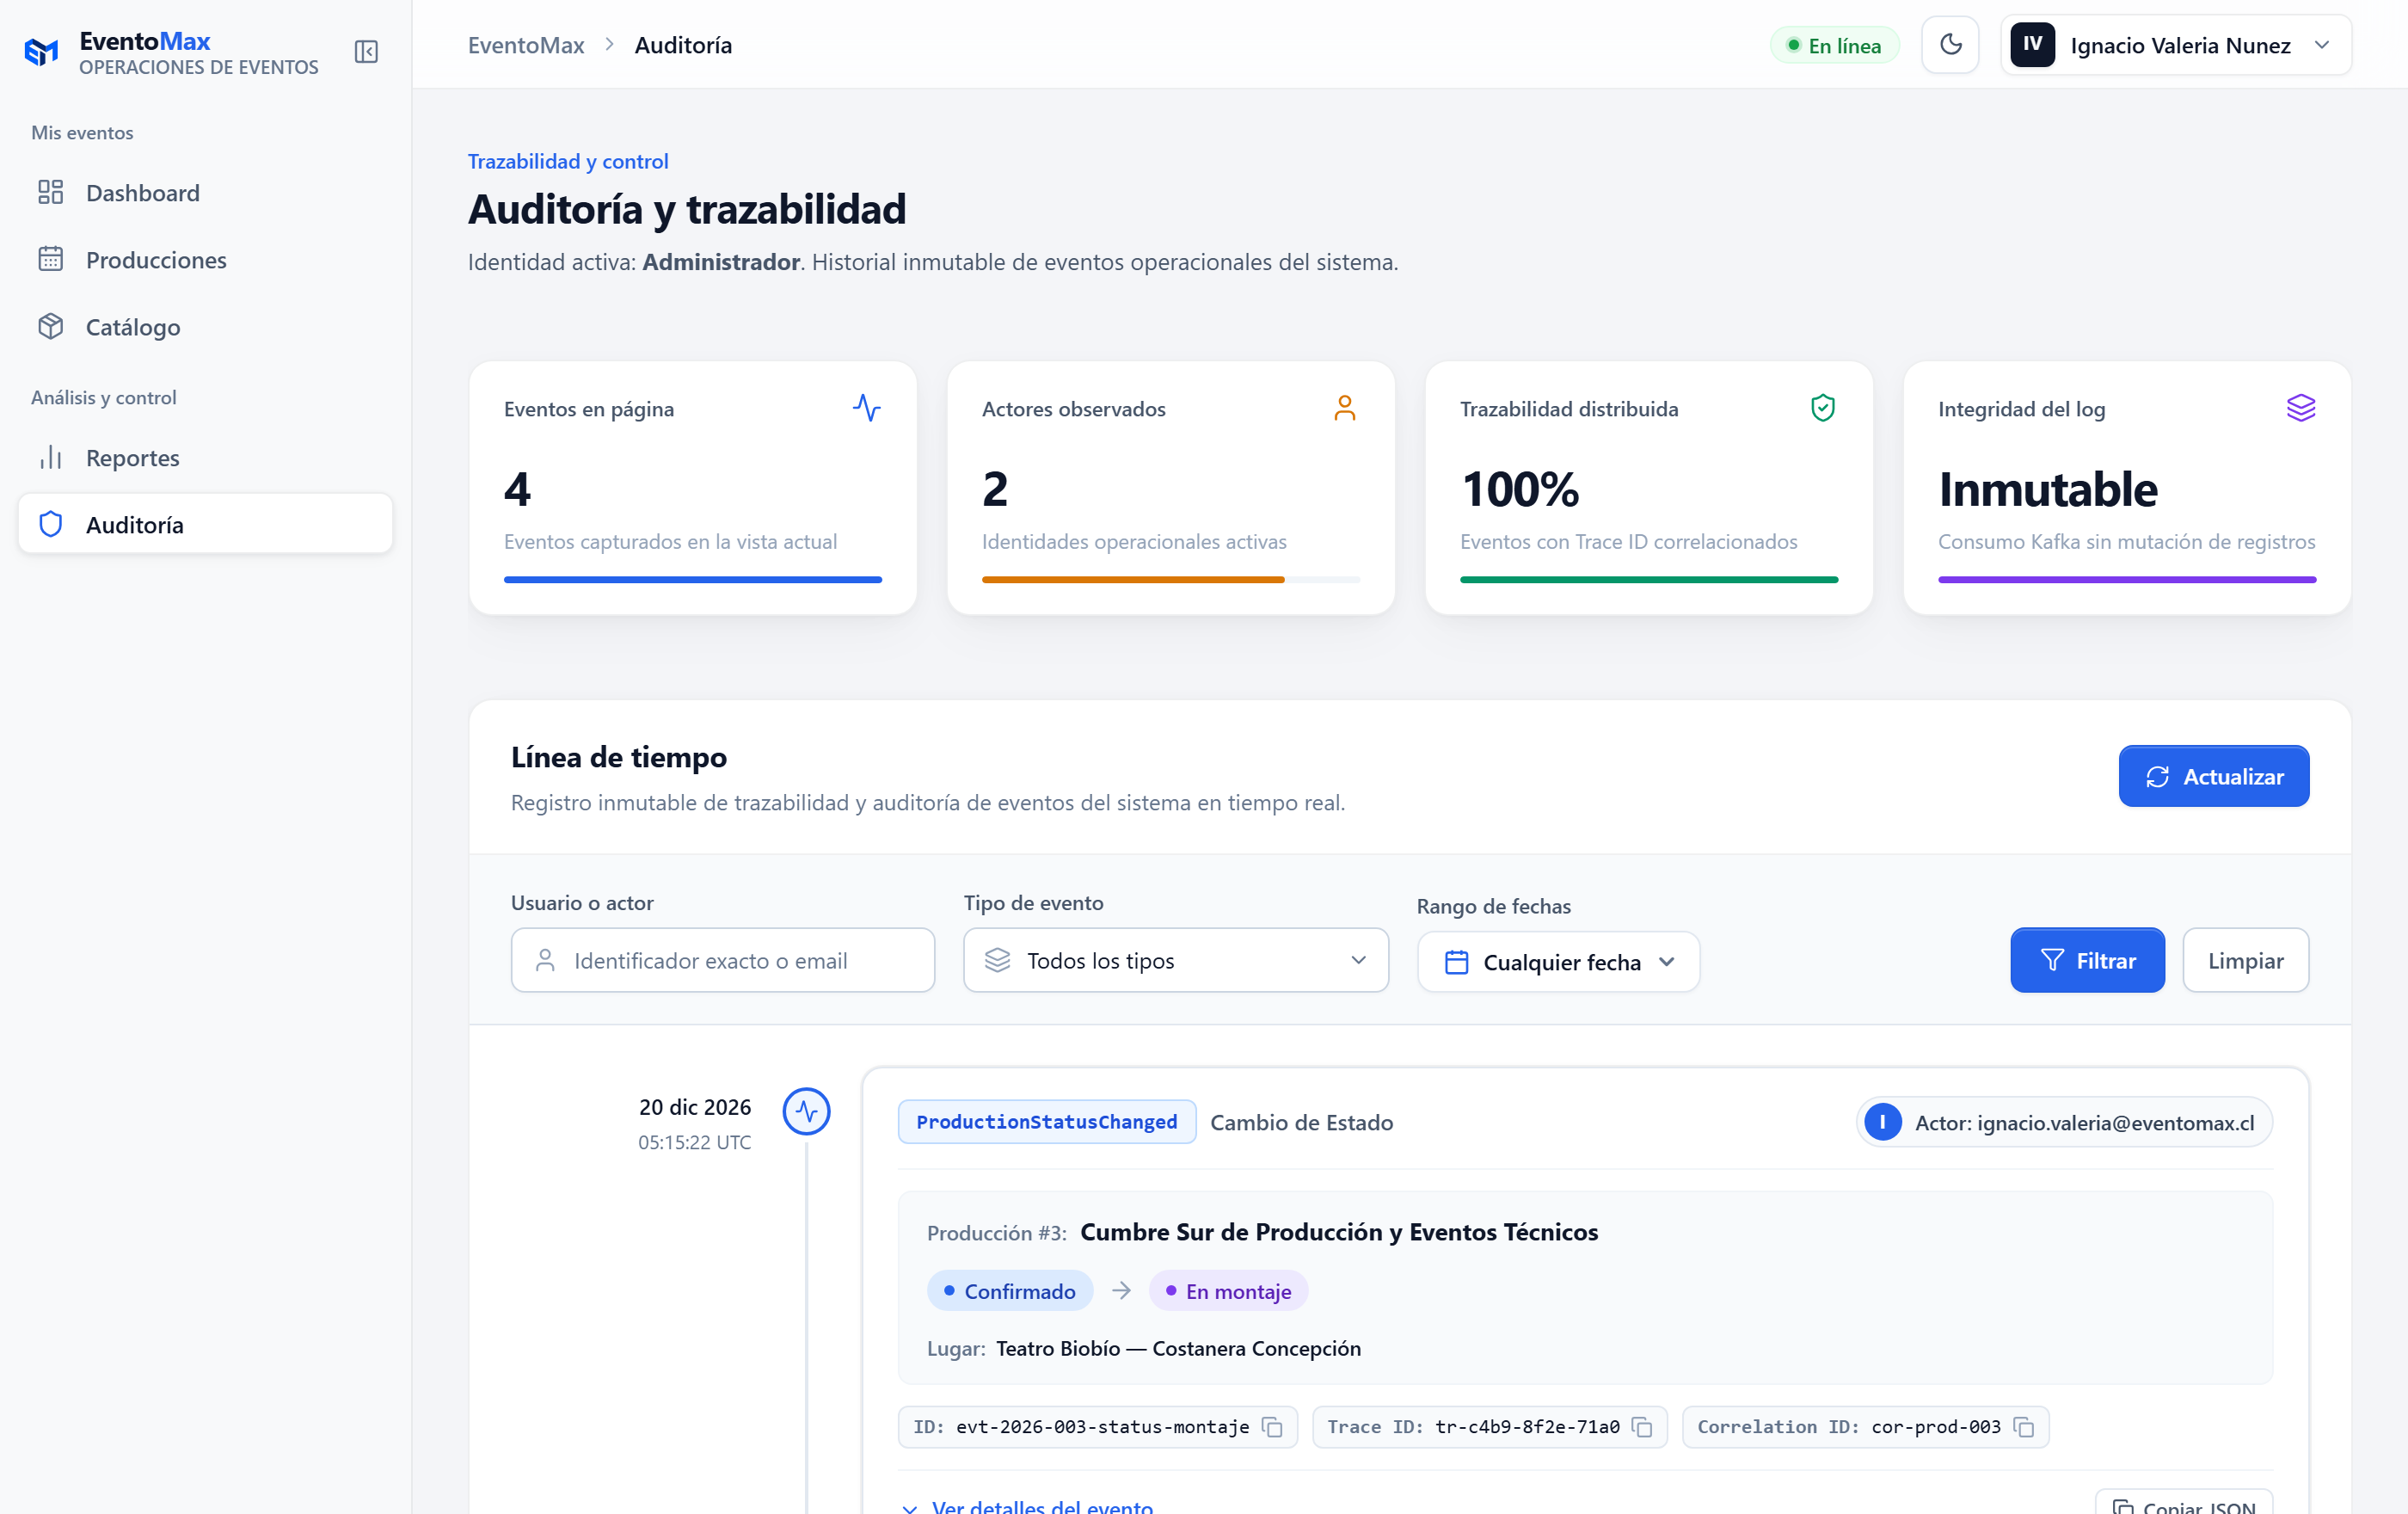 EventoMax
OPERACIONES DE EVENTOS
Mis eventos
Dashboard
Producciones
Catálogo
Análisis y control
Reportes
Auditoría
EventoMax > Auditoría
En línea
IV Ignacio Valeria Nunez
Trazabilidad y control
Auditoría y trazabilidad
Identidad activa: Administrador. Historial inmutable de eventos operacionales del sistema.
Eventos en página
4
Eventos capturados en la vista actual
Actores observados
2
Identidades operacionales activas
Trazabilidad distribuida
100%
Eventos con Trace ID correlacionados
Integridad del log
Inmutable
Consumo Kafka sin mutación de registros
Línea de tiempo
Registro inmutable de trazabilidad y auditoría de eventos del sistema en tiempo real.
Actualizar
Usuario o actor
Identificador exacto o email
Tipo de evento
Todos los tipos
Rango de fechas
Cualquier fecha
Filtrar
Limpiar
20 dic 2026
05:15:22 UTC
ProductionStatusChanged Cambio de Estado
I Actor: ignacio.valeria@eventomax.cl
Producción #3: Cumbre Sur de Producción y Eventos Técnicos
Confirmado → En montaje
Lugar: Teatro Biobío — Costanera Concepción
ID: evt-2026-003-status-montaje
Trace ID: tr-c4b9-8f2e-71a0
Correlation ID: cor-prod-003
Ver detalles del evento
Copiar JSON